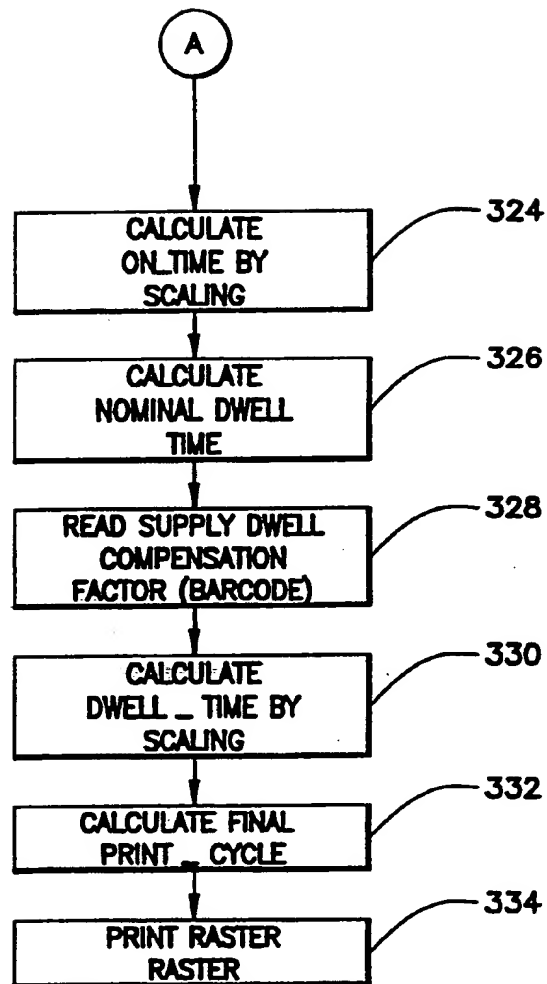 A
CALCULATE
ON_TIME BY
SCALING
324
CALCULATE
NOMINAL DWELL
TIME
326
READ SUPPLY DWELL
COMPENSATION
FACTOR (BARCODE)
328
CALCULATE
DWELL _ TIME BY
SCALING
330
CALCULATE FINAL
PRINT _ CYCLE
332
PRINT RASTER
RASTER
334